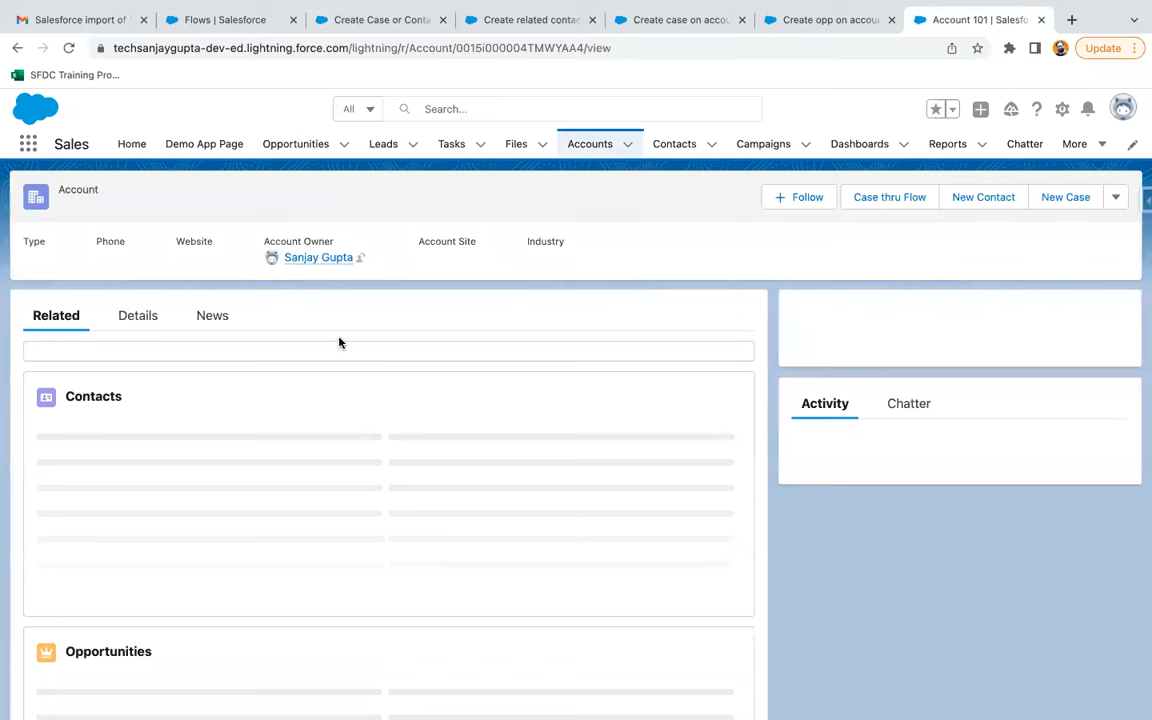 Salesforce import of
Flows | Salesforce
Create Case or Conta
Create related contac
Create case on accou
Create opp on accoun
Account 101 | Salesfo
techsanjaygupta-dev-ed.lightning.force.com/lightning/r/Account/0015i000004TMWYAA4/view
Update
SFDC Training Pro...
All
Search...
Sales
Home
Demo App Page
Opportunities
Leads
Tasks
Files
Accounts
Contacts
Campaigns
Dashboards
Reports
Chatter
More
Account
Follow
Case thru Flow
New Contact
New Case
Type
Phone
Website
Account Owner
Account Site
Industry
Sanjay Gupta
Related
Details
News
Contacts
Activity
Chatter
Opportunities